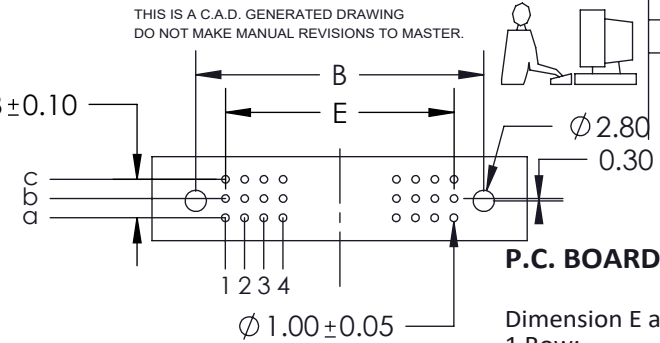 THIS IS A C.A.D. GENERATED DRAWING
DO NOT MAKE MANUAL REVISIONS TO MASTER.
B
±0.10
E
∅ 2.80
0.30
c
b
a
1 2 3 4
P.C. BOARD
∅ 1.00±0.05
Dimension E a